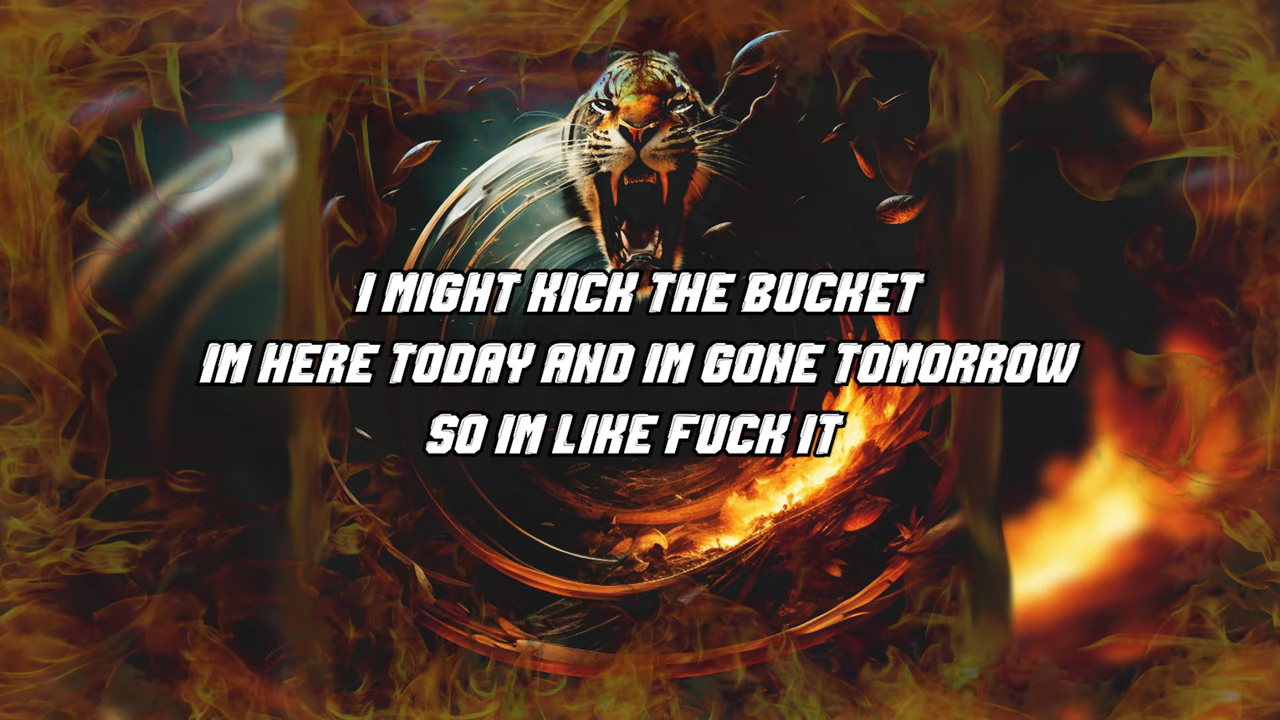 I MIGHT KICK THE BUCKET
IM HERE TODAY AND IM GONE TOMORROW
SO IM LIKE FUCK IT